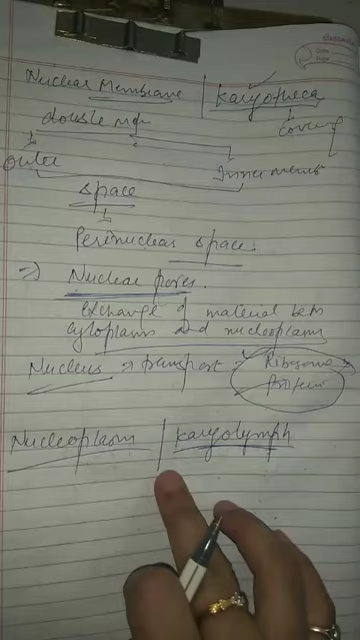 Nuclear Membrane | Karyotheca
double Mem
covering
Outer
Inner memb
space
Perinuclear space.
=> Nuclear pores.
exchange of material betn
cytoplasm and nucleoplasm
Nucleus → transport → Ribosome
Protein
Nucleoplasm | Karyolymph